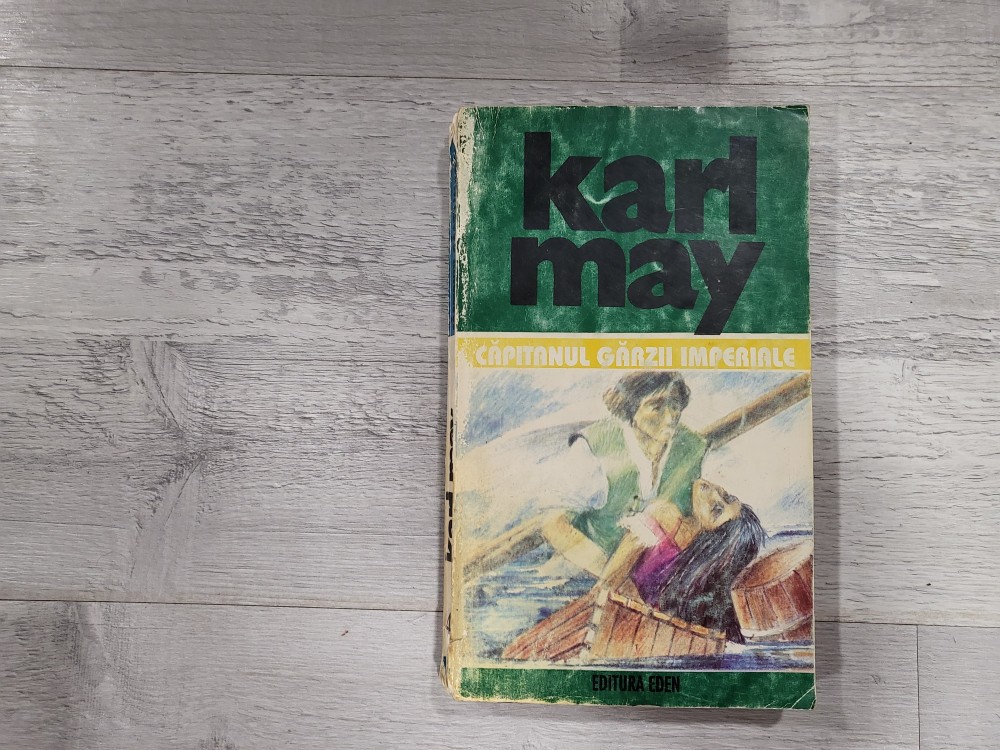 karl
may
CĂPITANUL GĂRZII IMPERIALE
EDITURA EDEN